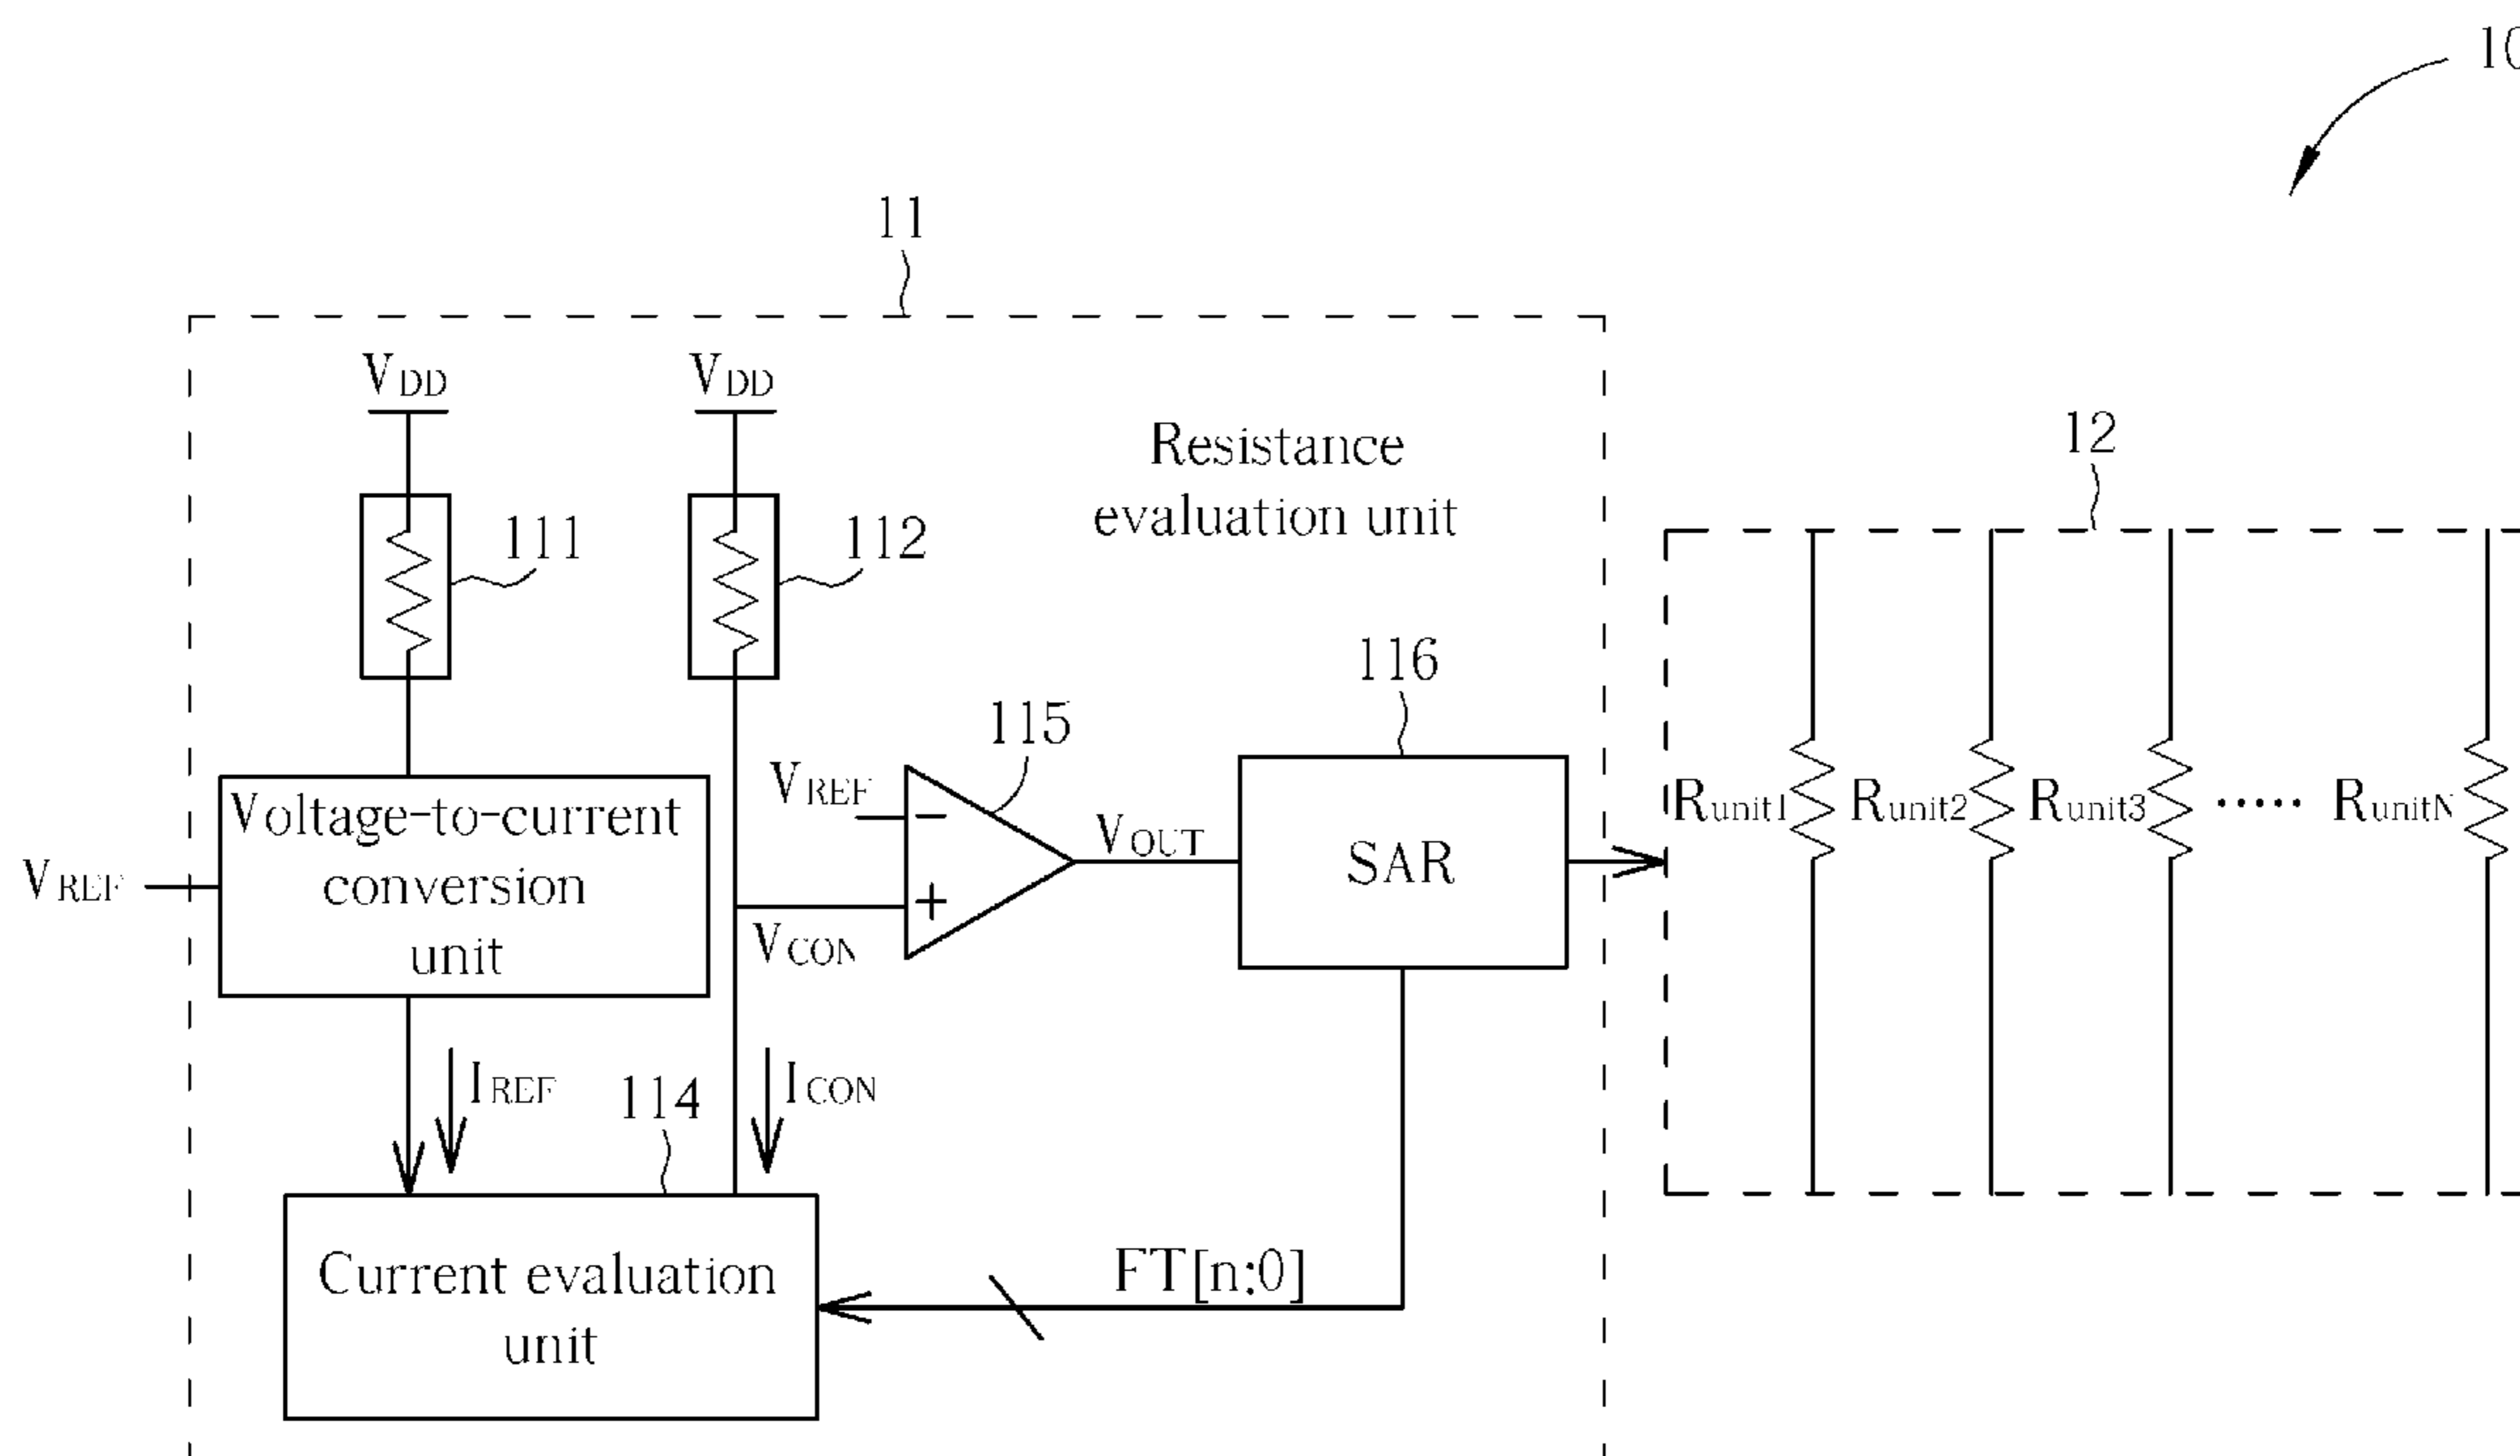 10
11
VDD
VDD
Resistance
evaluation unit
12
111
112
116
115
VREF
Voltage-to-current
conversion
unit
VREF
VOUT
SAR
Runit1
Runit2
Runit3
.....
RunitN
VCON
IREF
114
ICON
Current evaluation
unit
FT[n:0]